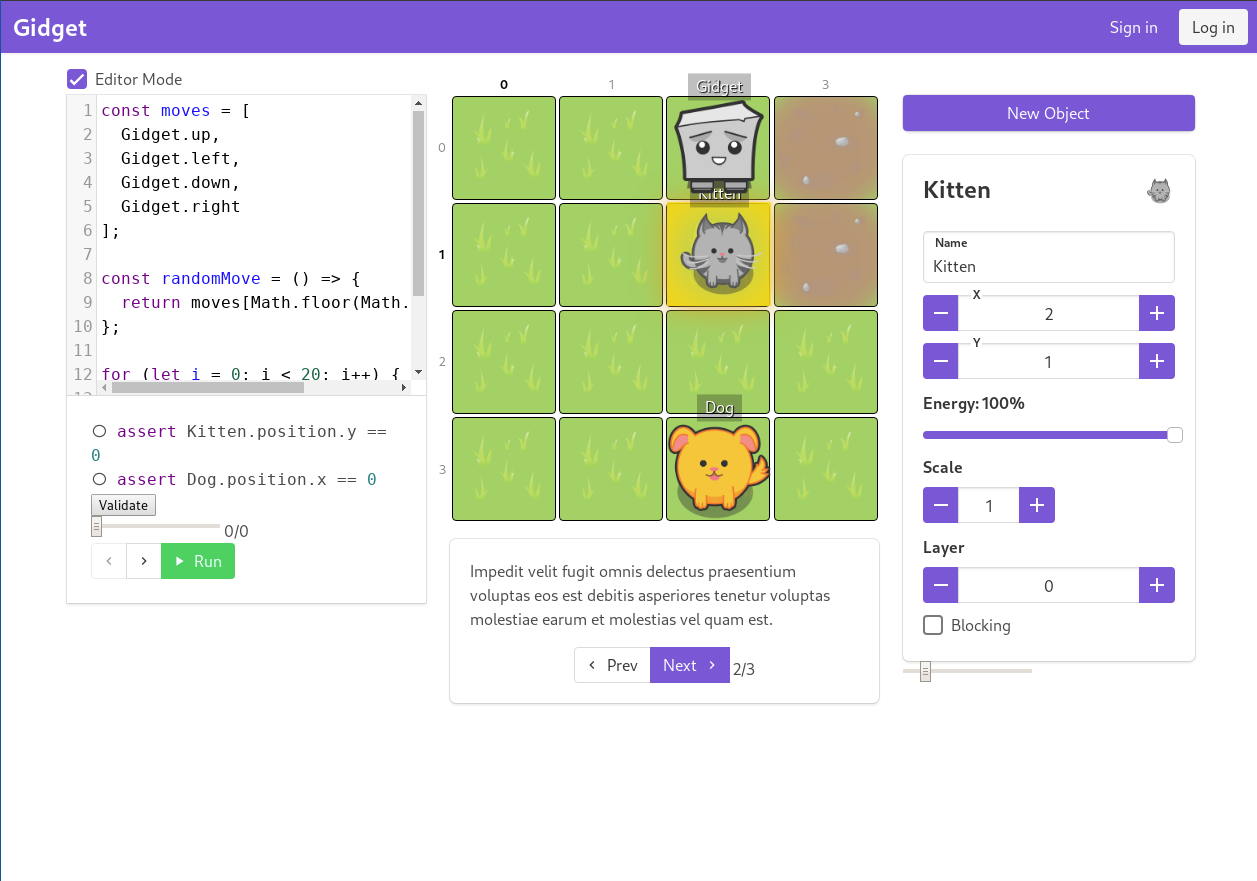 Gidget
Sign in
Log in
Editor Mode
1 const moves = [
2 Gidget.up,
3 Gidget.left,
4 Gidget.down,
5 Gidget.right
6 ];
7
8 const randomMove = () => {
9 return moves[Math.floor(Math.
10 };
11
12 for (let i = 0; i < 20; i++) {
assert Kitten.position.y ==
0
assert Dog.position.x == 0
Validate
0/0
Run
0 1 3
Gidget
0
Kitten
1
2
Dog
3
Impedit velit fugit omnis delectus praesentium
voluptas eos est debitis asperiores tenetur voluptas
molestiae earum et molestias vel quam est.
Prev
Next
2/3
New Object
Kitten
Name
Kitten
X
2
Y
1
Energy: 100%
Scale
1
Layer
0
Blocking